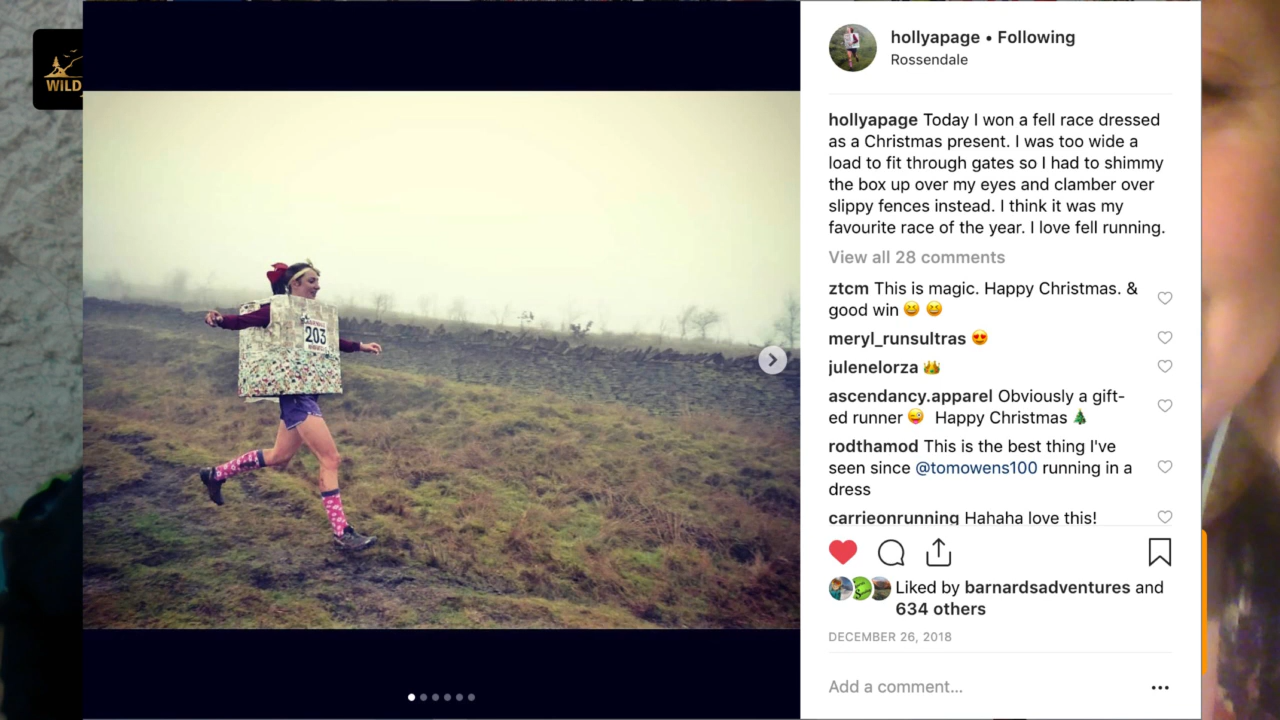 WILD
203
hollyapage • Following
Rossendale
hollyapage Today I won a fell race dressed
as a Christmas present. I was too wide a
load to fit through gates so I had to shimmy
the box up over my eyes and clamber over
slippy fences instead. I think it was my
favourite race of the year. I love fell running.
View all 28 comments
ztcm This is magic. Happy Christmas. &
good win 😆 😆
meryl_runsultras 😍
julenelorza 👑
ascendancy.apparel Obviously a gift-
ed runner 😜 Happy Christmas 🎄
rodthamod This is the best thing I've
seen since @tomowens100 running in a
dress
carrieonrunning Hahaha love this!
Liked by barnardsadventures and
634 others
DECEMBER 26, 2018
Add a comment...